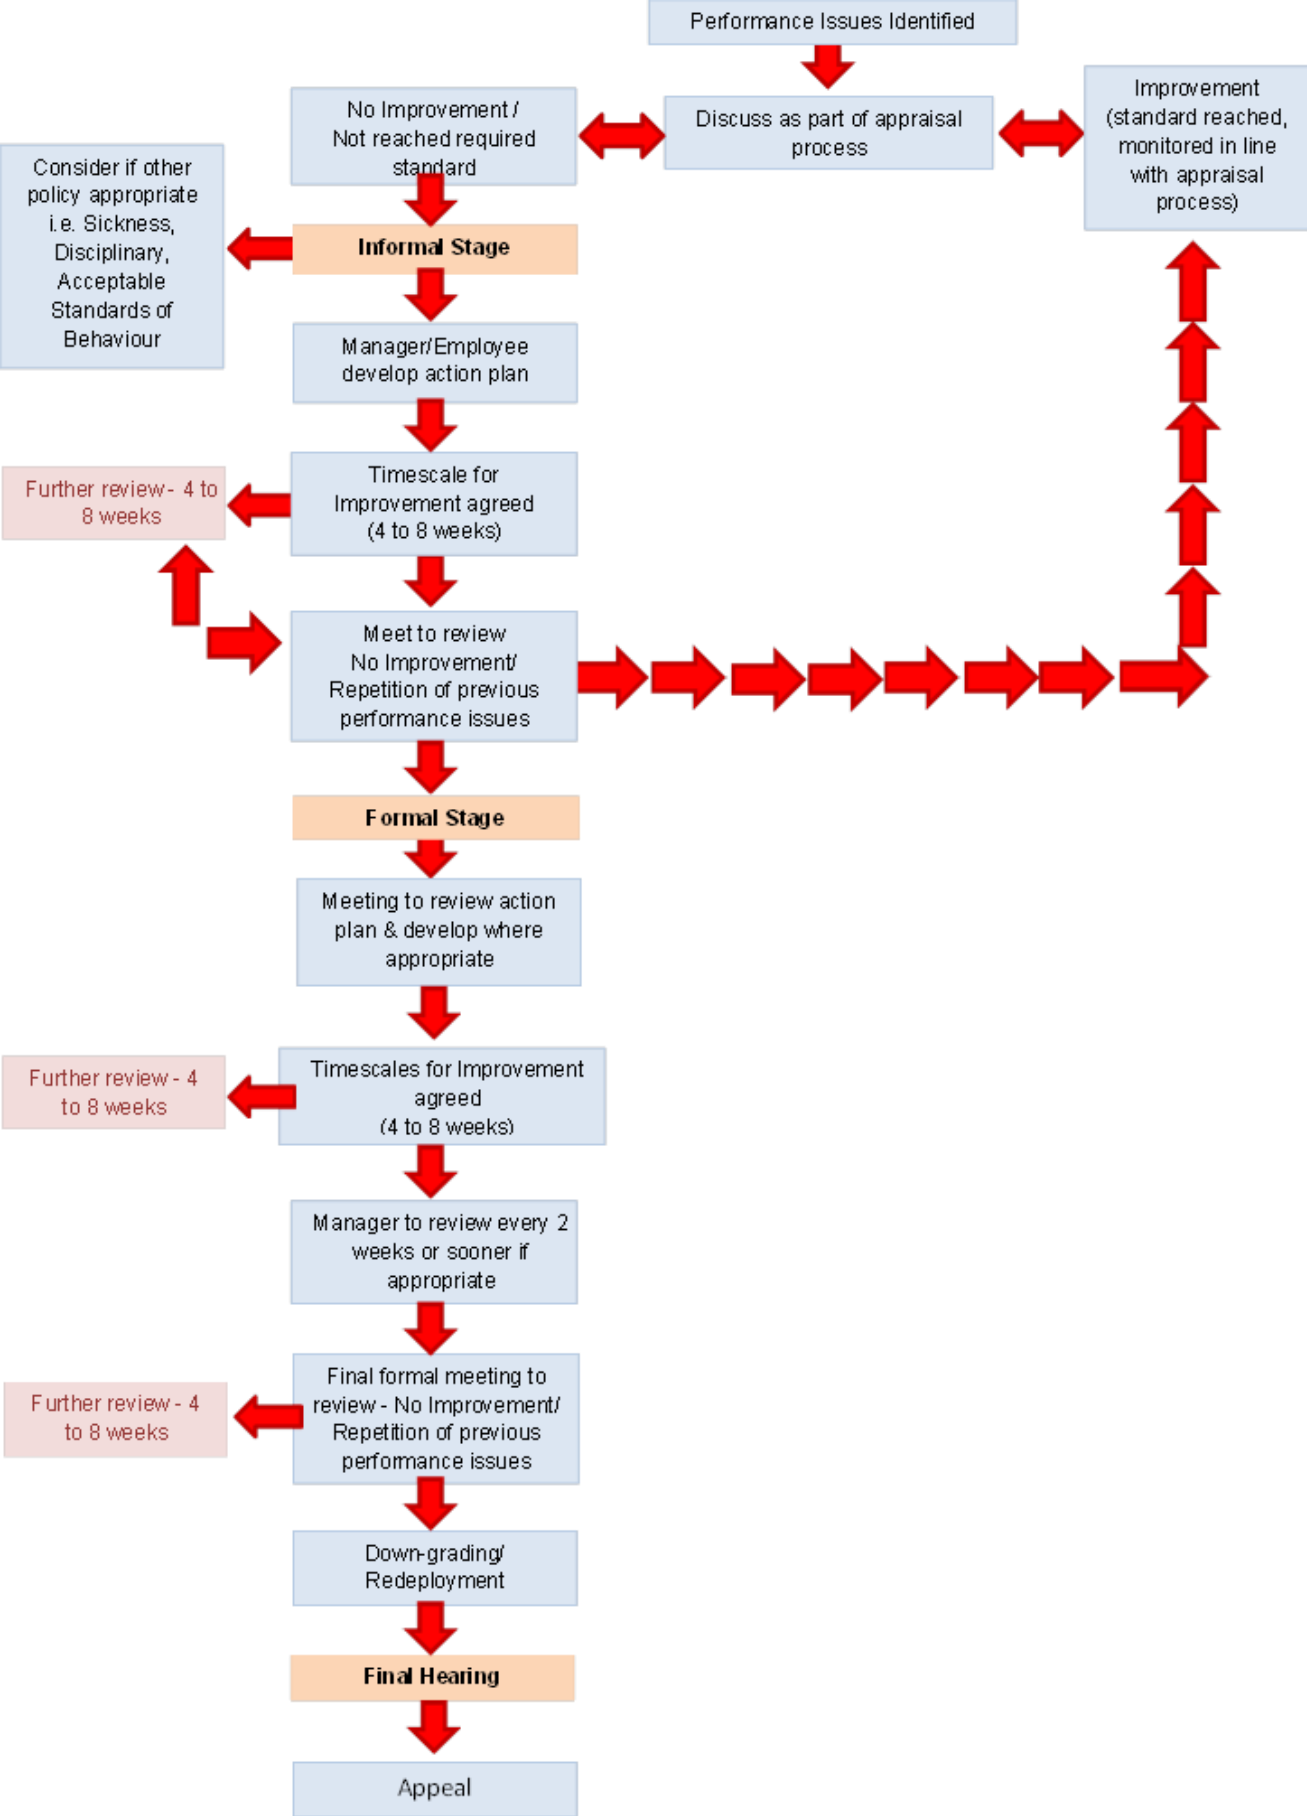 Performance Issues Identified
Discuss as part of appraisal
process
Improvement
(standard reached,
monitored in line
with appraisal
process)
No Improvement /
Not reached required
standard
Consider if other
policy appropriate
i.e. Sickness,
Disciplinary,
Acceptable
Standards of
Behaviour
Informal Stage
Manager/Employee
develop action plan
Timescale for
Improvement agreed
(4 to 8 weeks)
Further review - 4 to
8 weeks
Meet to review
No Improvement/
Repetition of previous
performance issues
Formal Stage
Meeting to review action
plan & develop where
appropriate
Timescales for Improvement
agreed
(4 to 8 weeks)
Further review - 4
to 8 weeks
Manager to review every 2
weeks or sooner if
appropriate
Final formal meeting to
review - No Improvement/
Repetition of previous
performance issues
Further review - 4
to 8 weeks
Down-grading/
Redeployment
Final Hearing
Appeal